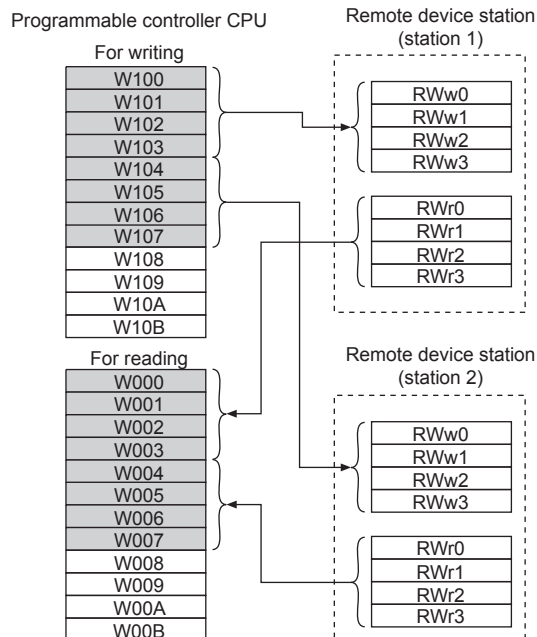 Programmable controller CPU
For writing
W100
W101
W102
W103
W104
W105
W106
W107
W108
W109
W10A
W10B
For reading
W000
W001
W002
W003
W004
W005
W006
W007
W008
W009
W00A
W00B
Remote device station
(station 1)
RWw0
RWw1
RWw2
RWw3
RWr0
RWr1
RWr2
RWr3
Remote device station
(station 2)
RWw0
RWw1
RWw2
RWw3
RWr0
RWr1
RWr2
RWr3